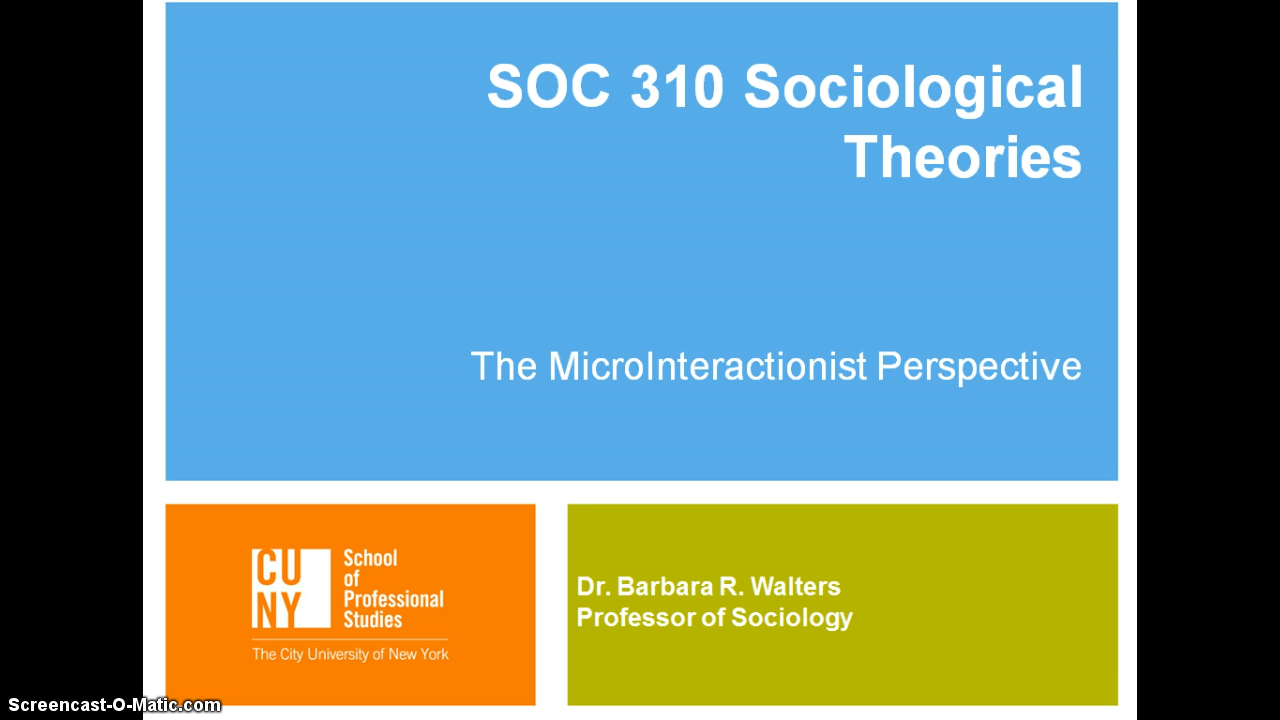 SOC 310 Sociological
Theories
The MicroInteractionist Perspective
CU
NY
School
of
Professional
Studies
The City University of New York
Dr. Barbara R. Walters
Professor of Sociology
Screencast-O-Matic.com